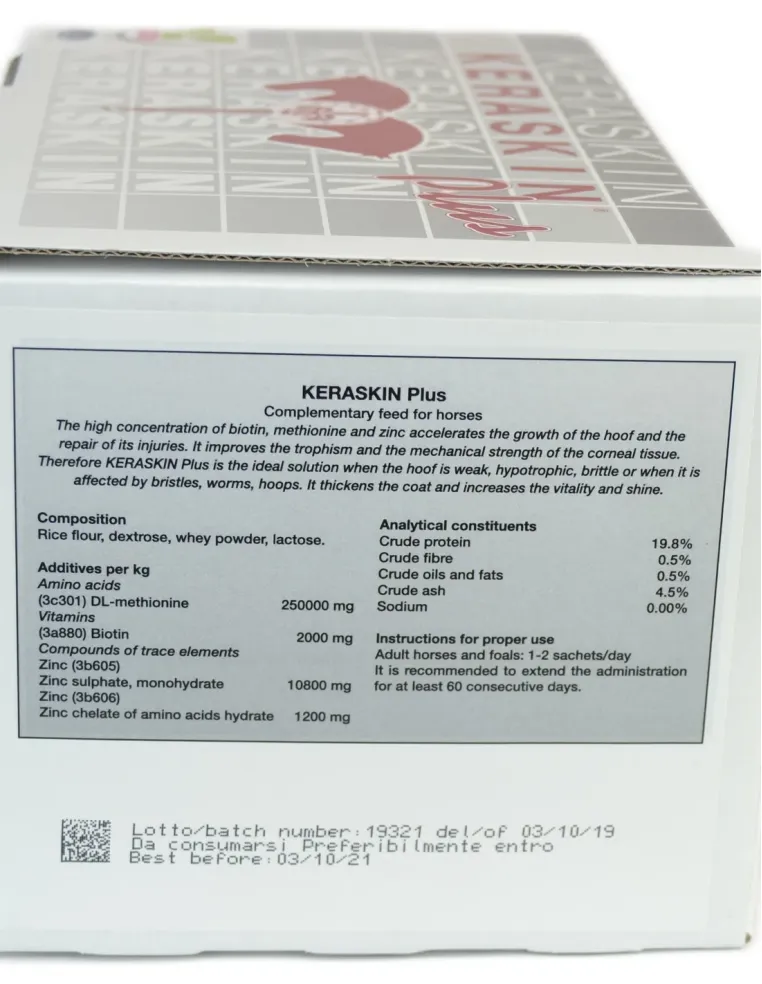 KERASKIN
KERASKIN
KERASKIN
KERASKIN
KERASKIN
KERASKIN
KERASKIN
plus
KERASKIN Plus
Complementary feed for horses
The high concentration of biotin, methionine and zinc accelerates the growth of the hoof and the
repair of its injuries. It improves the trophism and the mechanical strength of the corneal tissue.
Therefore KERASKIN Plus is the ideal solution when the hoof is weak, hypotrophic, brittle or when it is
affected by bristles, worms, hoops. It thickens the coat and increases the vitality and shine.
Composition
Rice flour, dextrose, whey powder, lactose.
Additives per kg
Amino acids
(3c301) DL-methionine 250000 mg
Vitamins
(3a880) Biotin 2000 mg
Compounds of trace elements
Zinc (3b605)
Zinc sulphate, monohydrate 10800 mg
Zinc (3b606)
Zinc chelate of amino acids hydrate 1200 mg
Analytical constituents
Crude protein 19.8%
Crude fibre 0.5%
Crude oils and fats 0.5%
Crude ash 4.5%
Sodium 0.00%
Instructions for proper use
Adult horses and foals: 1-2 sachets/day
It is recommended to extend the administration
for at least 60 consecutive days.
Lotto/batch number:19321 del/of 03/10/19
Da consumarsi Preferibilmente entro
Best before:03/10/21